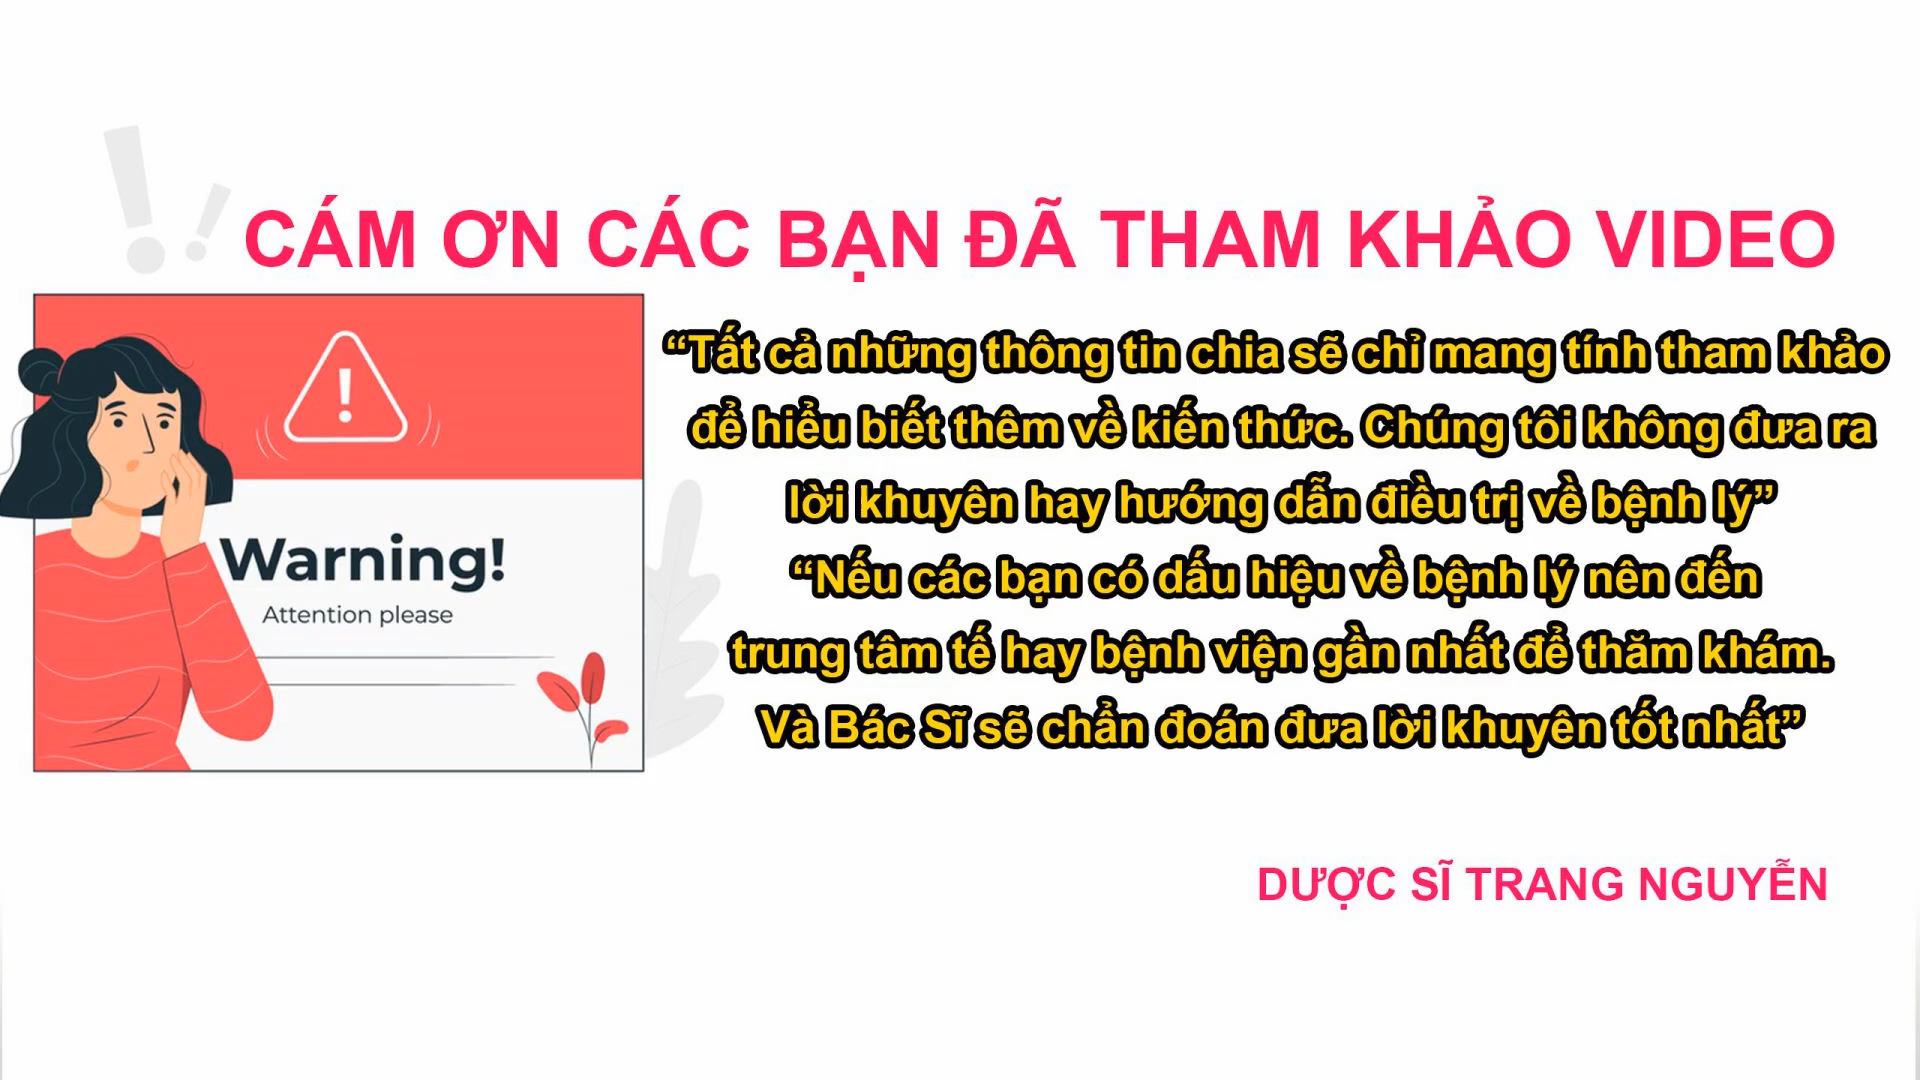 CÁM ƠN CÁC BẠN ĐÃ THAM KHẢO VIDEO
“Tất cả những thông tin chia sẽ chỉ mang tính tham khảo
để hiểu biết thêm về kiến thức. Chúng tôi không đưa ra
lời khuyên hay hướng dẫn điều trị về bệnh lý”
“Nếu các bạn có dấu hiệu về bệnh lý nên đến
trung tâm tế hay bệnh viện gần nhất để thăm khám.
Và Bác Sĩ sẽ chẩn đoán đưa lời khuyên tốt nhất”
Warning!
Attention please
DƯỢC SĨ TRANG NGUYỄN